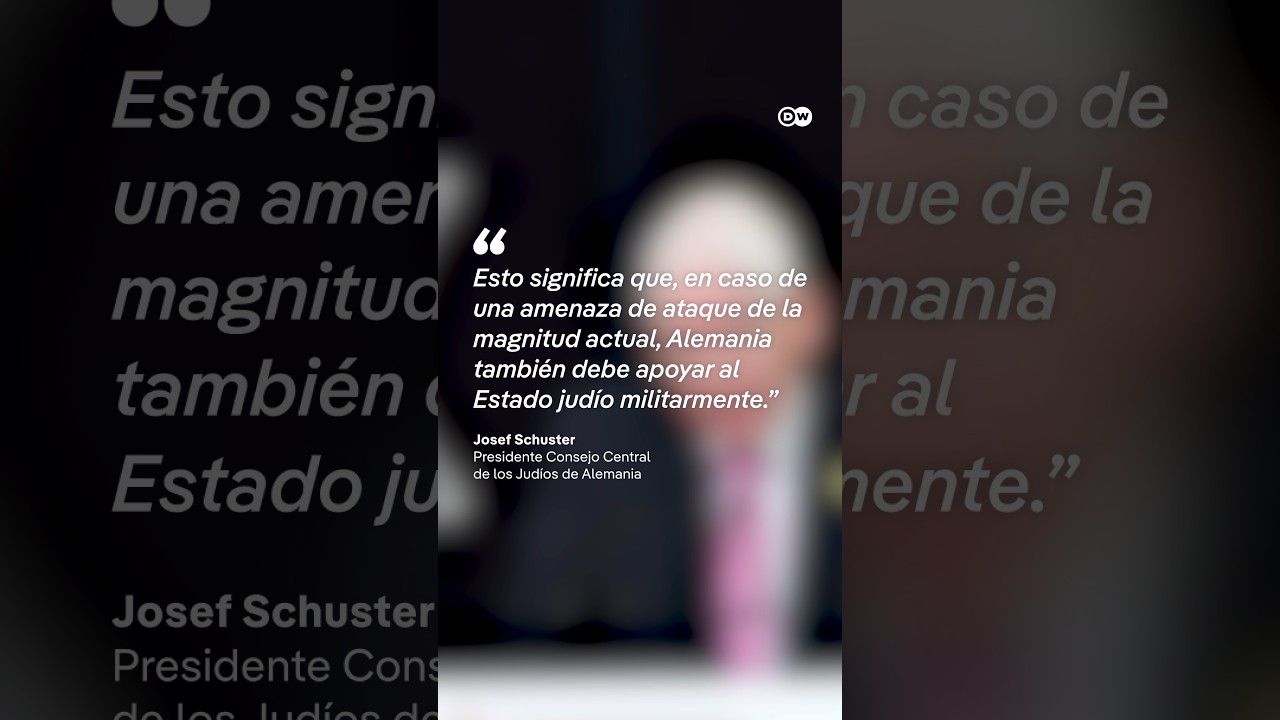 DW
“
Esto significa que, en caso de
una amenaza de ataque de la
magnitud actual, Alemania
también debe apoyar al
Estado judío militarmente.”
Josef Schuster
Presidente Consejo Central
de los Judíos de Alemania